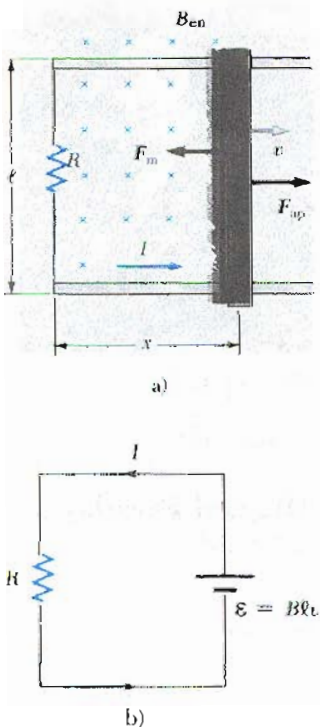 B_en
ℓ
R
F_m
v
F_ap
I
x
a)
I
R
ε = Bℓv
b)